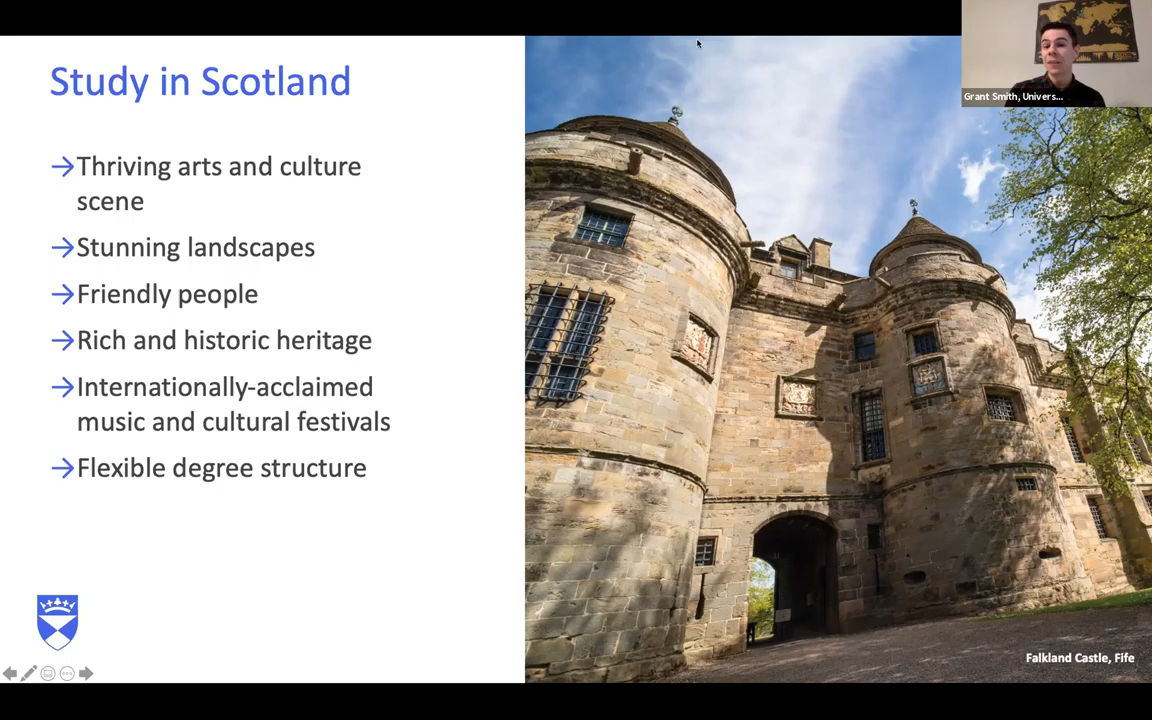 Study in Scotland
Thriving arts and culture
scene
Stunning landscapes
Friendly people
Rich and historic heritage
Internationally-acclaimed
music and cultural festivals
Flexible degree structure
Grant Smith, Univers...
Falkland Castle, Fife